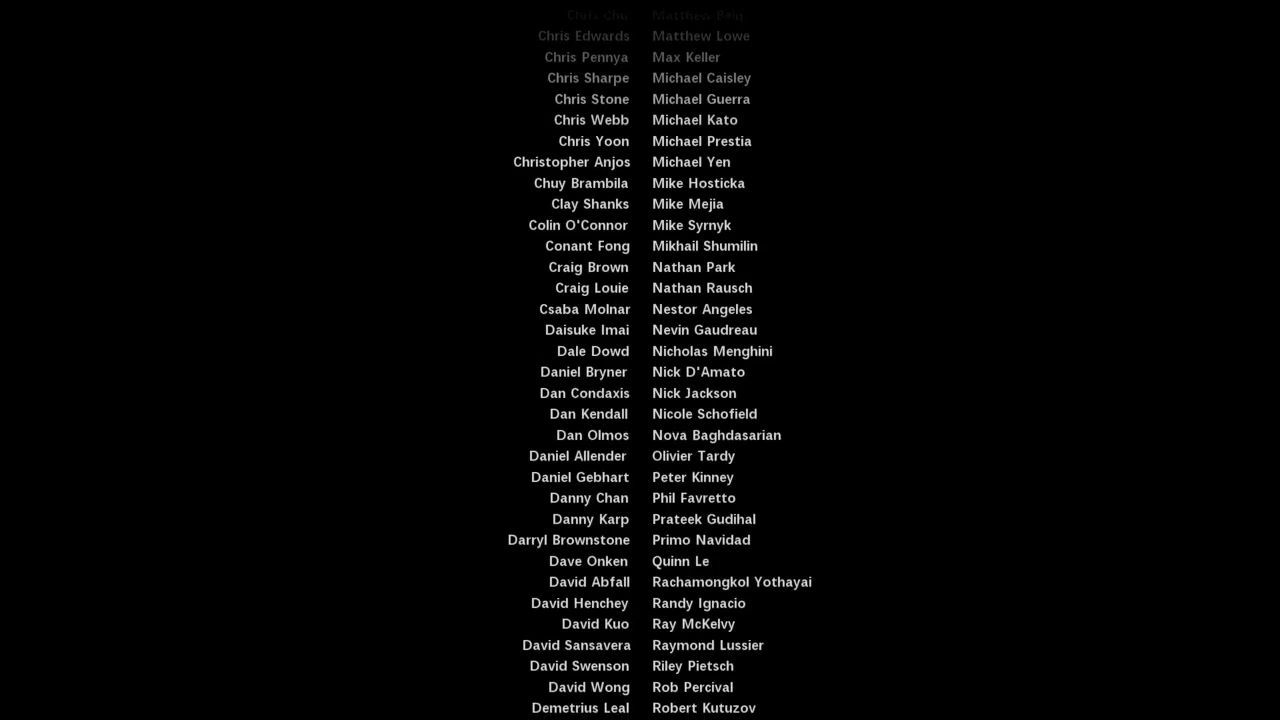 Chris Chu Matthew Bein
Chris Edwards Matthew Lowe
Chris Pennya Max Keller
Chris Sharpe Michael Caisley
Chris Stone Michael Guerra
Chris Webb Michael Kato
Chris Yoon Michael Prestia
Christopher Anjos Michael Yen
Chuy Brambila Mike Hosticka
Clay Shanks Mike Mejia
Colin O'Connor Mike Syrnyk
Conant Fong Mikhail Shumilin
Craig Brown Nathan Park
Craig Louie Nathan Rausch
Csaba Molnar Nestor Angeles
Daisuke Imai Nevin Gaudreau
Dale Dowd Nicholas Menghini
Daniel Bryner Nick D'Amato
Dan Condaxis Nick Jackson
Dan Kendall Nicole Schofield
Dan Olmos Nova Baghdasarian
Daniel Allender Olivier Tardy
Daniel Gebhart Peter Kinney
Danny Chan Phil Favretto
Danny Karp Prateek Gudihal
Darryl Brownstone Primo Navidad
Dave Onken Quinn Le
David Abfall Rachamongkol Yothayai
David Henchey Randy Ignacio
David Kuo Ray McKelvy
David Sansavera Raymond Lussier
David Swenson Riley Pietsch
David Wong Rob Percival
Demetrius Leal Robert Kutuzov